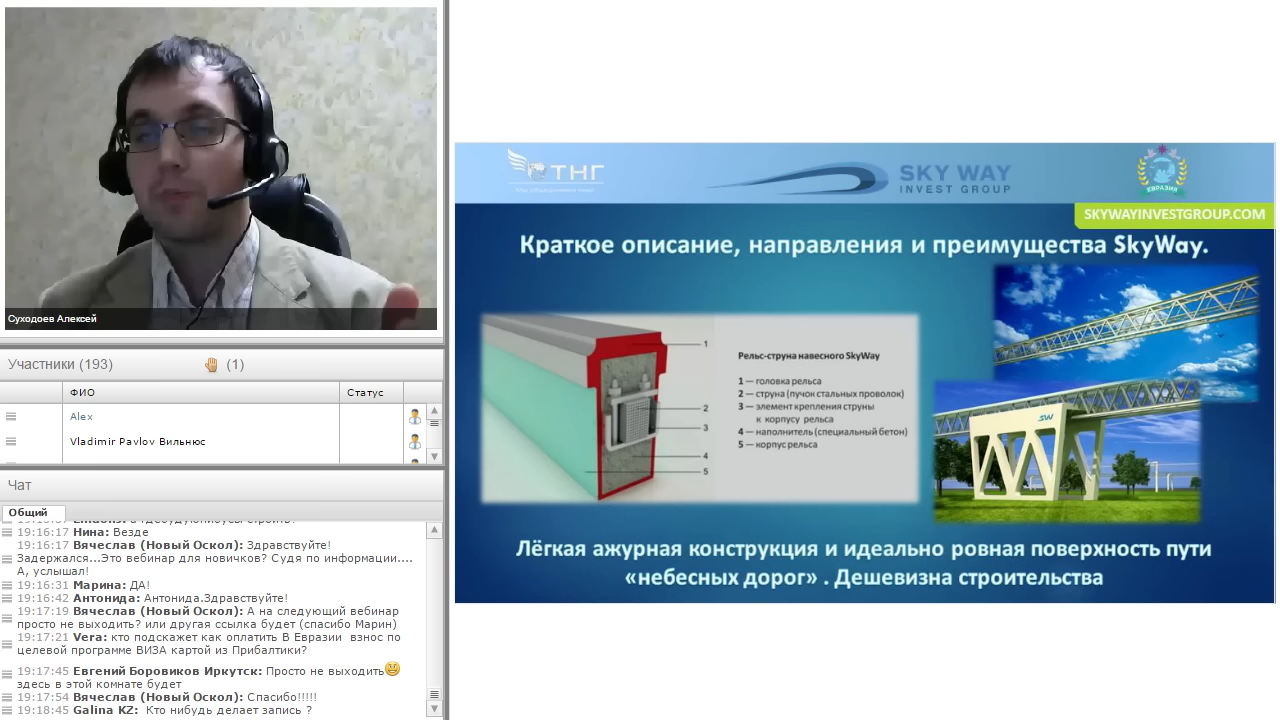 Суходоев Алексей
Участники (193)
(1)
ФИО
Статус
Alex
Vladimir Pavlov Вильнюс
Чат
Общий
19:16:17 Нина: Везде
19:16:17 Вячеслав (Новый Оскол): Здравствуйте!
Задержался...Это вебинар для новичков? Судя по информации....
А, услышал!
19:16:31 Марина: ДА!
19:16:42 Антонида: Антонида.Здравствуйте!
19:17:19 Вячеслав (Новый Оскол): А на следующий вебинар
просто не выходить? или другая ссылка будет (спасибо Марин)
19:17:21 Vera: кто подскажет как оплатить В Евразии взнос по
целевой программе ВИЗА картой из Прибалтики?
19:17:45 Евгений Боровиков Иркутск: Просто не выходить
здесь в этой комнате будет
19:17:54 Вячеслав (Новый Оскол): Спасибо!!!!!
19:18:45 Galina KZ: Кто нибудь делает запись ?
ТНГ
SKY WAY
INVEST GROUP
ЕВРАЗИЯ
SKYWAYINVESTGROUP.COM
Краткое описание, направления и преимущества SkyWay.
1
2
3
4
5
Рельс-струна навесного SkyWay
1 — головка рельса
2 — струна (пучок стальных проволок)
3 — элемент крепления струны
к корпусу рельса
4 — наполнитель (специальный бетон)
5 — корпус рельса
SW
Лёгкая ажурная конструкция и идеально ровная поверхность пути
«небесных дорог» . Дешевизна строительства